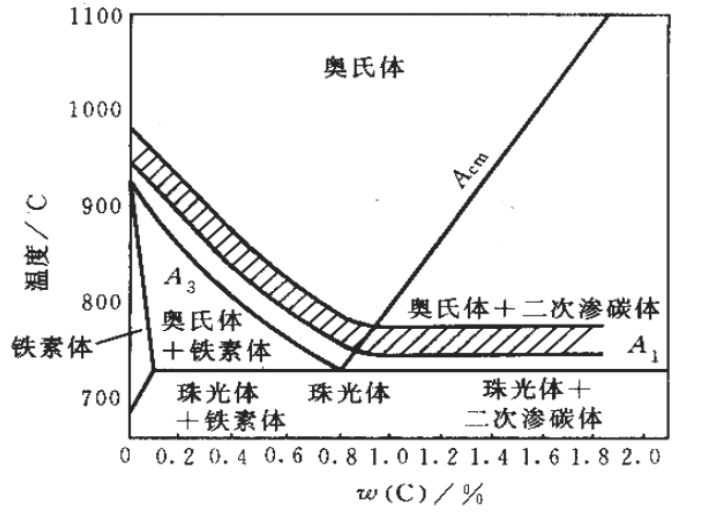 1100
1000
900
800
700
温度／℃
奥氏体
Acm
A3
奥氏体＋二次渗碳体
A1
铁素体
奥氏体
＋铁素体
珠光体
＋铁素体
珠光体
珠光体＋
二次渗碳体
0 0.2 0.4 0.6 0.8 1.0 1.2 1.4 1.6 1.8 2.0
w(C)／%